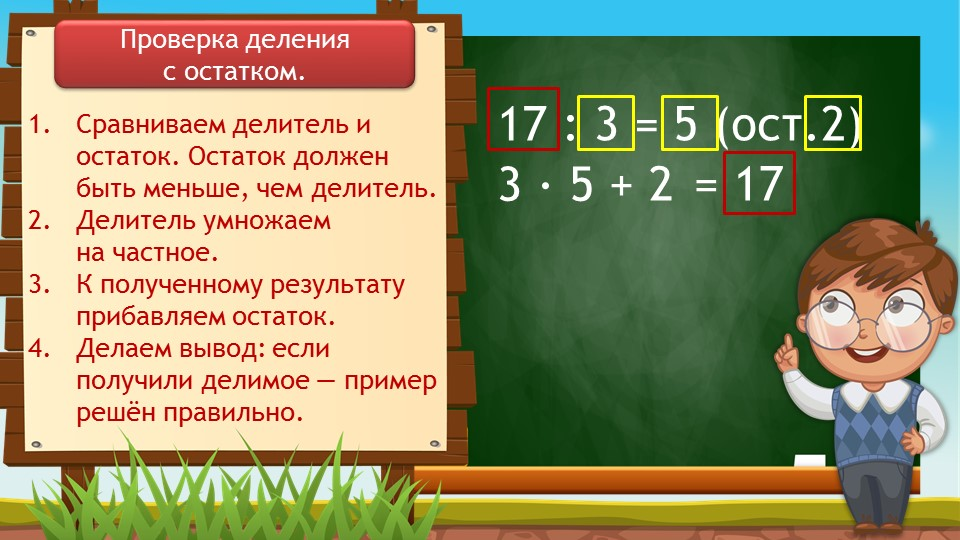 Проверка деления
с остатком.
1. Сравниваем делитель и
остаток. Остаток должен
быть меньше, чем делитель.
2. Делитель умножаем
на частное.
3. К полученному результату
прибавляем остаток.
4. Делаем вывод: если
получили делимое — пример
решён правильно.
17 : 3 = 5 (ост.2)
3 · 5 + 2 = 17